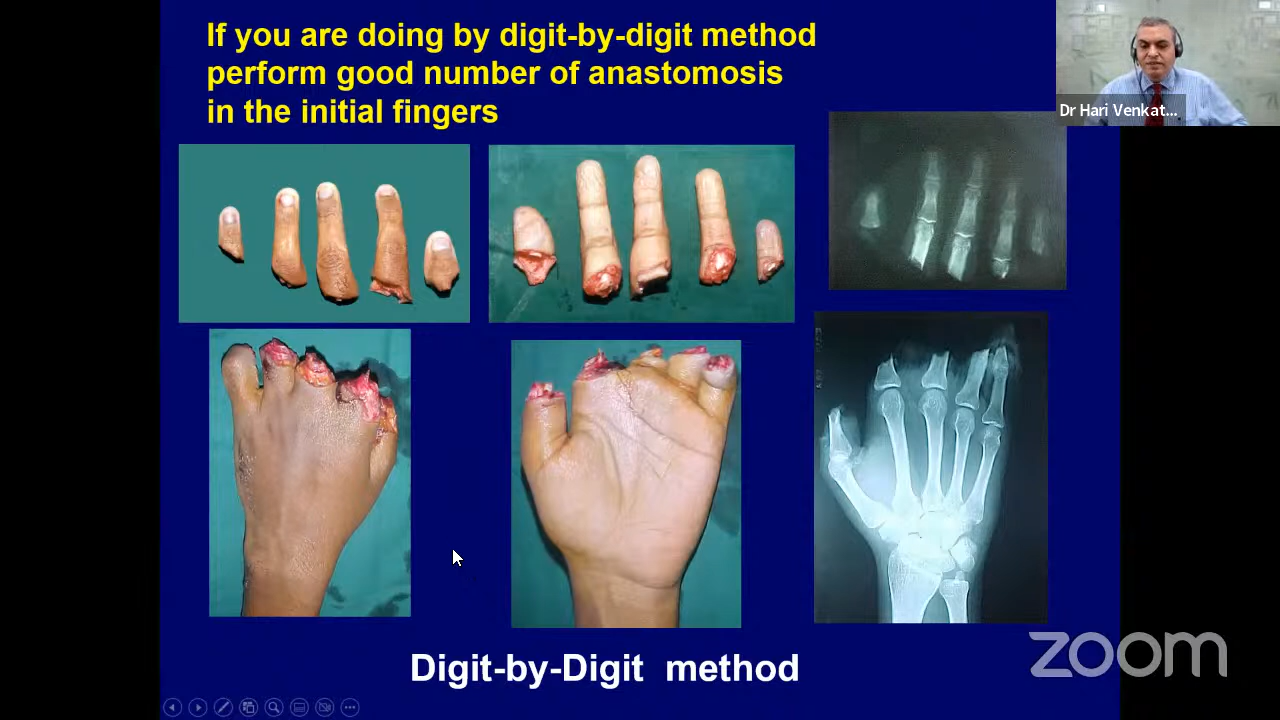 If you are doing by digit-by-digit method
perform good number of anastomosis
in the initial fingers
Dr Hari Venkat...
Digit-by-Digit method
zoom